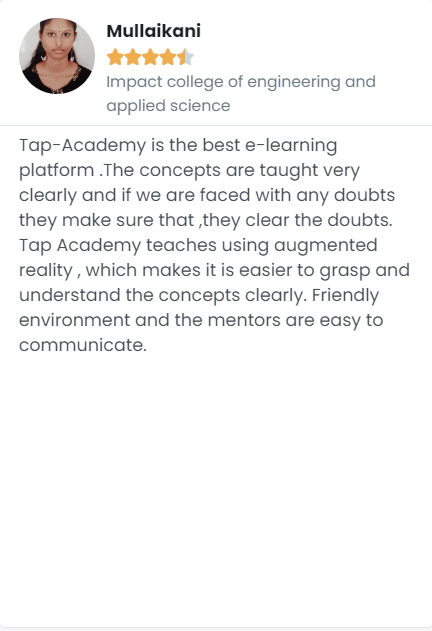 Mullaikani
Impact college of engineering and
applied science
Tap-Academy is the best e-learning
platform .The concepts are taught very
clearly and if we are faced with any doubts
they make sure that ,they clear the doubts.
Tap Academy teaches using augmented
reality , which makes it is easier to grasp and
understand the concepts clearly. Friendly
environment and the mentors are easy to
communicate.